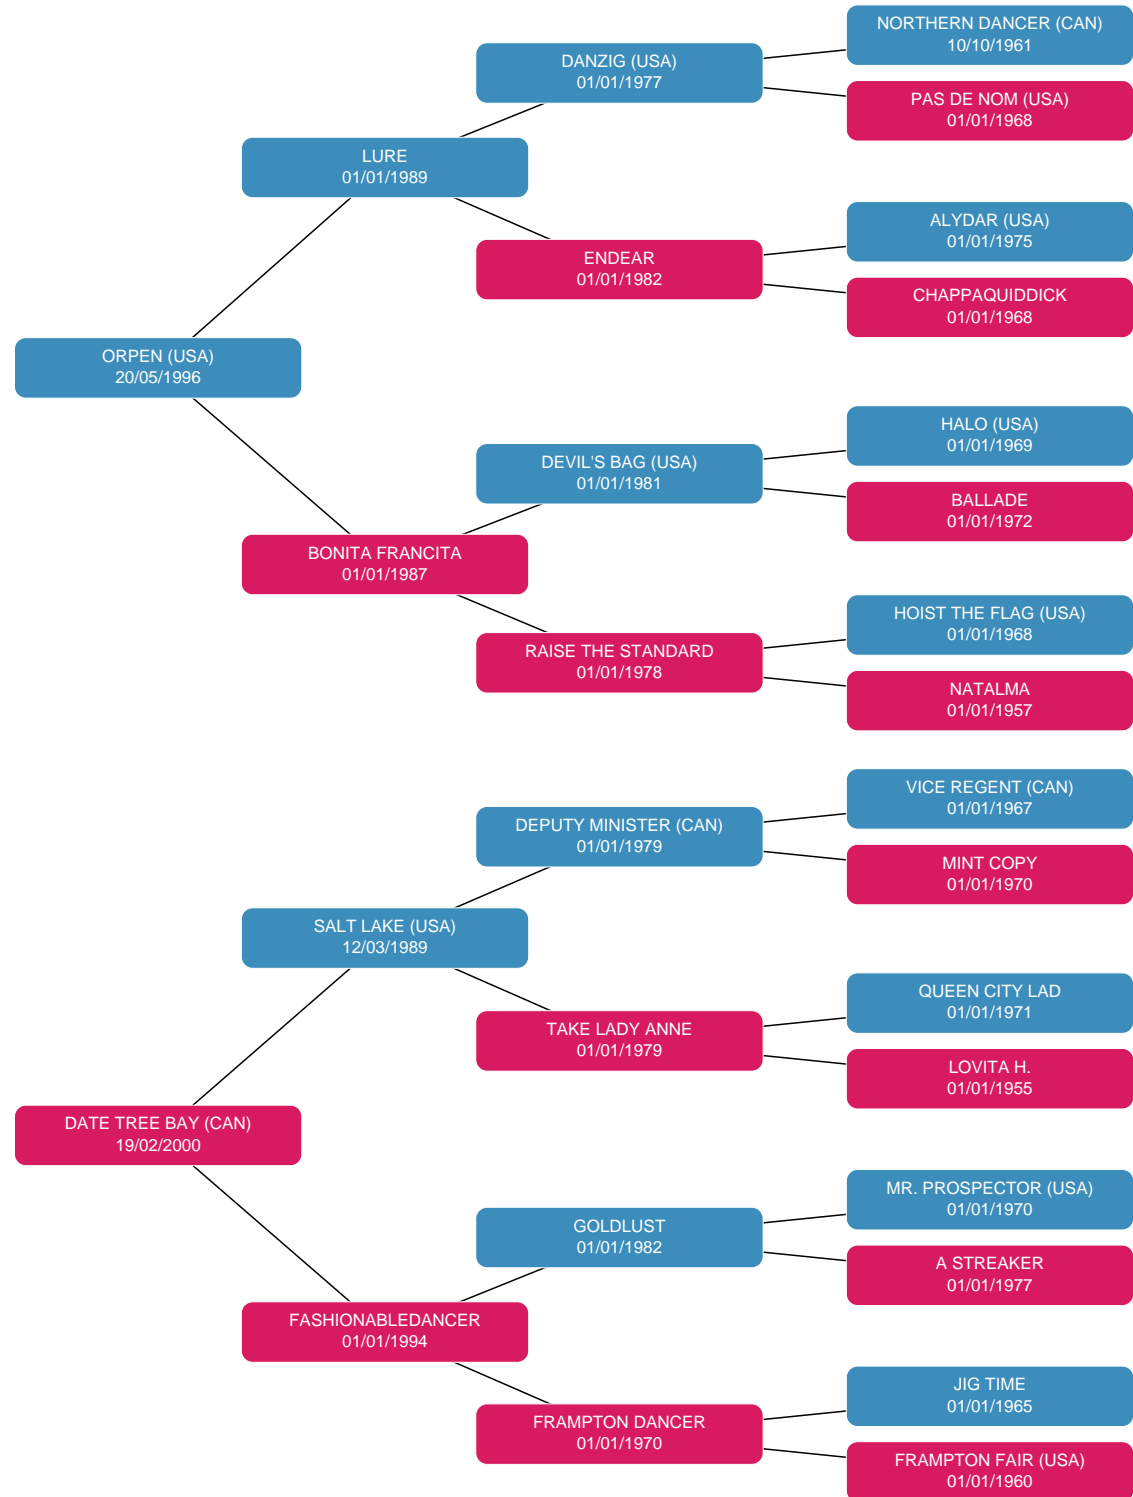 NORTHERN DANCER (CAN)
10/10/1961
DANZIG (USA)
01/01/1977
PAS DE NOM (USA)
01/01/1968
LURE
01/01/1989
ALYDAR (USA)
01/01/1975
ENDEAR
01/01/1982
CHAPPAQUIDDICK
01/01/1968
ORPEN (USA)
20/05/1996
HALO (USA)
01/01/1969
DEVIL'S BAG (USA)
01/01/1981
BALLADE
01/01/1972
BONITA FRANCITA
01/01/1987
HOIST THE FLAG (USA)
01/01/1968
RAISE THE STANDARD
01/01/1978
NATALMA
01/01/1957
VICE REGENT (CAN)
01/01/1967
DEPUTY MINISTER (CAN)
01/01/1979
MINT COPY
01/01/1970
SALT LAKE (USA)
12/03/1989
QUEEN CITY LAD
01/01/1971
TAKE LADY ANNE
01/01/1979
LOVITA H.
01/01/1955
DATE TREE BAY (CAN)
19/02/2000
MR. PROSPECTOR (USA)
01/01/1970
GOLDLUST
01/01/1982
A STREAKER
01/01/1977
FASHIONABLEDANCER
01/01/1994
JIG TIME
01/01/1965
FRAMPTON DANCER
01/01/1970
FRAMPTON FAIR (USA)
01/01/1960